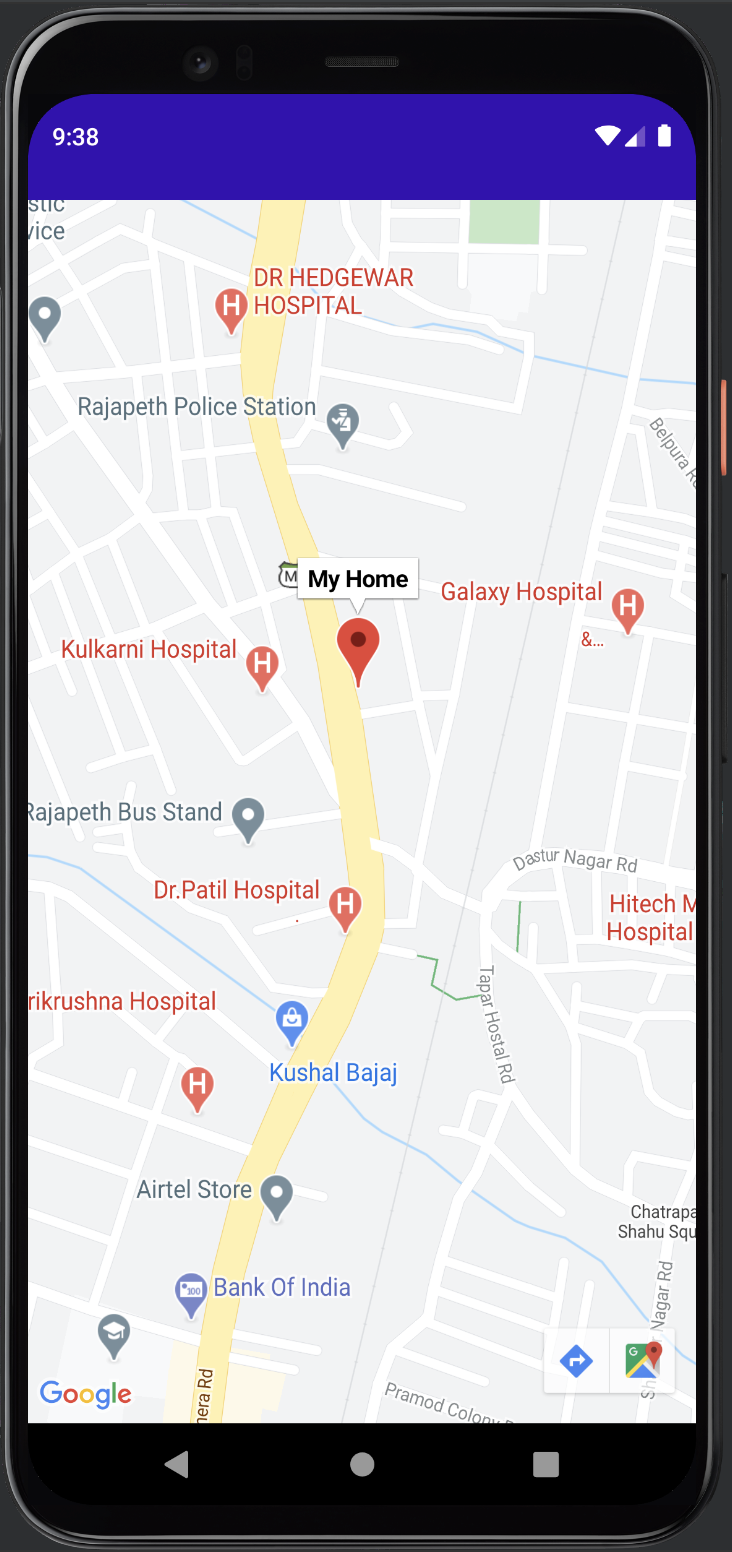 9:38
stic
vice
DR HEDGEWAR
HOSPITAL
Rajapeth Police Station
Belpura
M
My Home
Galaxy Hospital
&...
Kulkarni Hospital
Rajapeth Bus Stand
Dastur Nagar Rd
Dr.Patil Hospital
Hitech M
Hospital
rikrushna Hospital
Tapar Hostal Rd
Kushal Bajaj
Airtel Store
Chatrapa
Shahu Squ
Bank Of India
100
Nagar Rd
G
Google
nera Rd
Pramod Colony